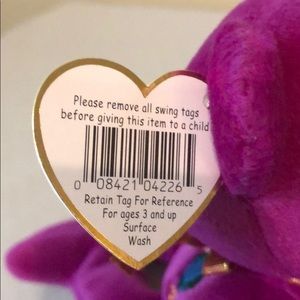 Please remove all swing tags
before giving this item to a child
0 08421 04226 5
Retain Tag For Reference
For ages 3 and up
Surface
Wash